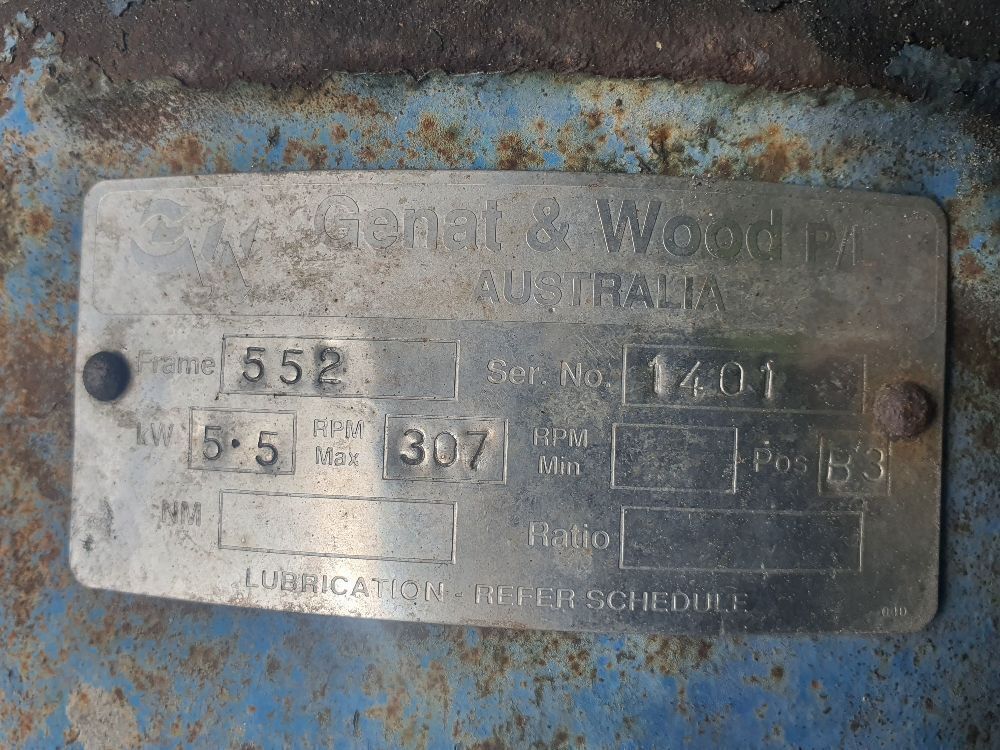 GW Genat & Wood P/L
AUSTRALIA
Frame 552 Ser. No. 1401
kW 5.5 RPM Max 307 RPM Min Pos B3
NM Ratio
LUBRICATION - REFER SCHEDULE